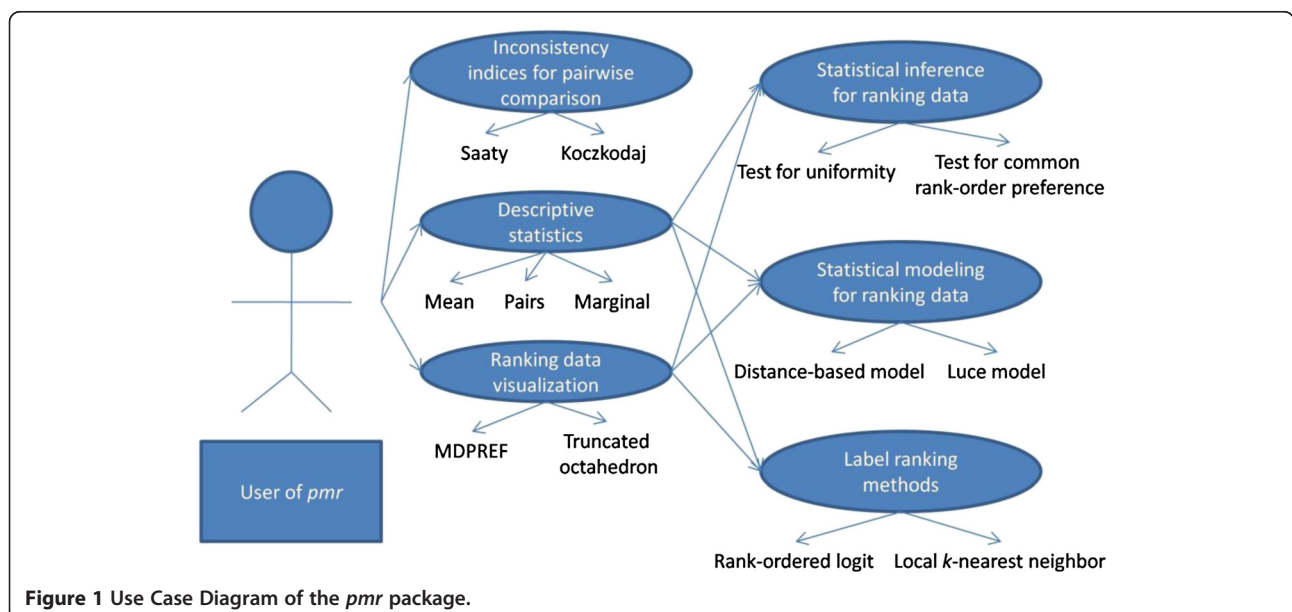 Inconsistency
indices for pairwise
comparison
Saaty
Koczkodaj
Descriptive
statistics
Mean
Pairs
Marginal
Ranking data
visualization
MDPREF
Truncated
octahedron
User of pmr
Statistical inference
for ranking data
Test for uniformity
Test for common
rank-order preference
Statistical modeling
for ranking data
Distance-based model
Luce model
Label ranking
methods
Rank-ordered logit
Local k-nearest neighbor
Figure 1 Use Case Diagram of the pmr package.